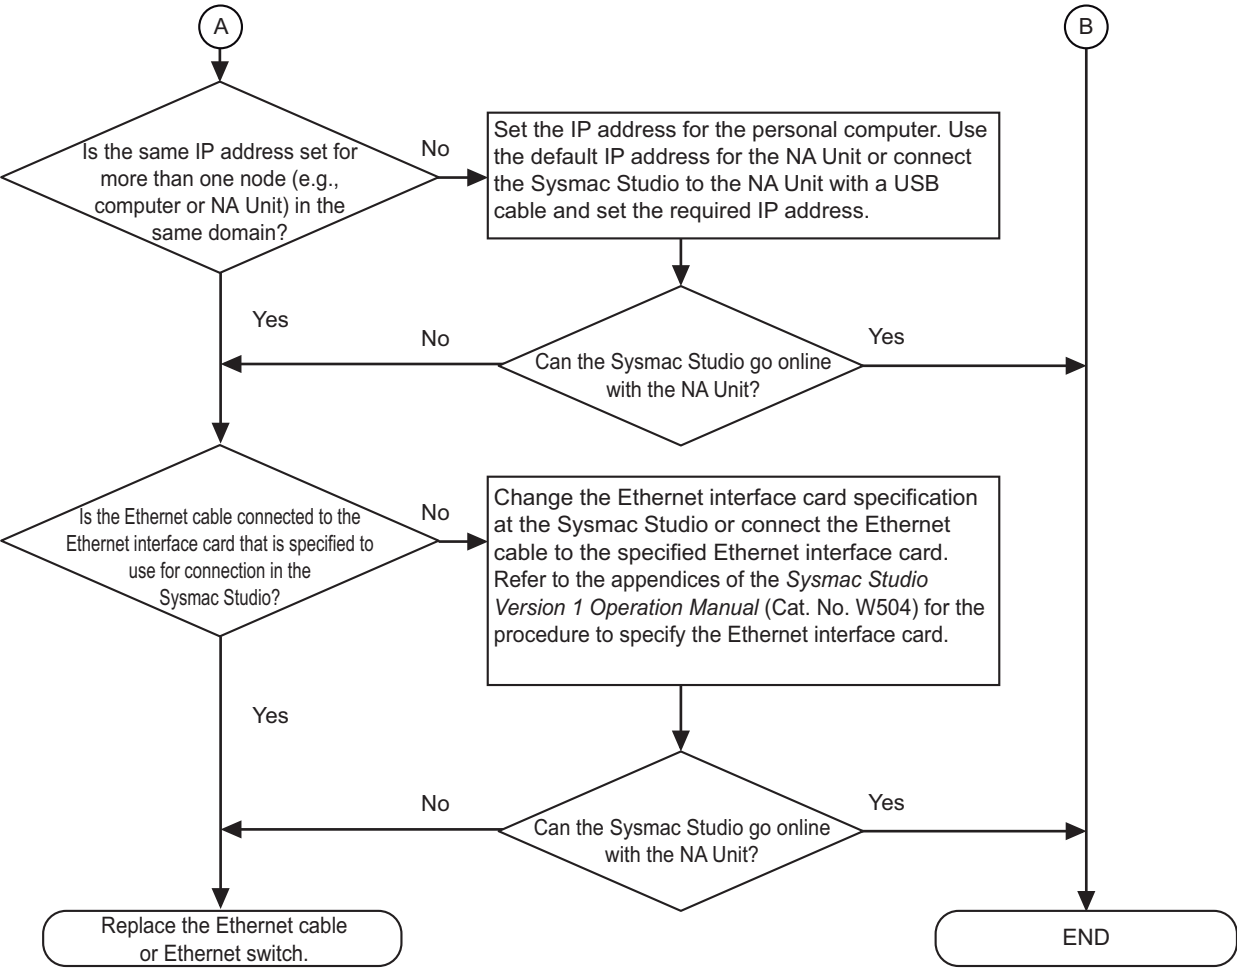 A
B
Is the same IP address set for
more than one node (e.g.,
computer or NA Unit) in the
same domain?
No
Set the IP address for the personal computer. Use
the default IP address for the NA Unit or connect
the Sysmac Studio to the NA Unit with a USB
cable and set the required IP address.
Yes
No
Can the Sysmac Studio go online
with the NA Unit?
Yes
Is the Ethernet cable connected to the
Ethernet interface card that is specified to
use for connection in the
Sysmac Studio?
No
Change the Ethernet interface card specification
at the Sysmac Studio or connect the Ethernet
cable to the specified Ethernet interface card.
Refer to the appendices of the Sysmac Studio
Version 1 Operation Manual (Cat. No. W504) for the
procedure to specify the Ethernet interface card.
Yes
No
Can the Sysmac Studio go online
with the NA Unit?
Yes
Replace the Ethernet cable
or Ethernet switch.
END